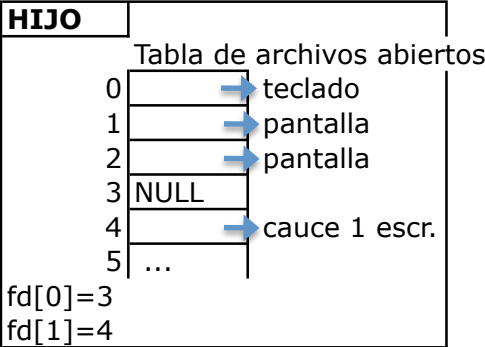 HIJO
Tabla de archivos abiertos
0 teclado
1 pantalla
2 pantalla
3 NULL
4 cauce 1 escr.
5 ...
fd[0]=3
fd[1]=4